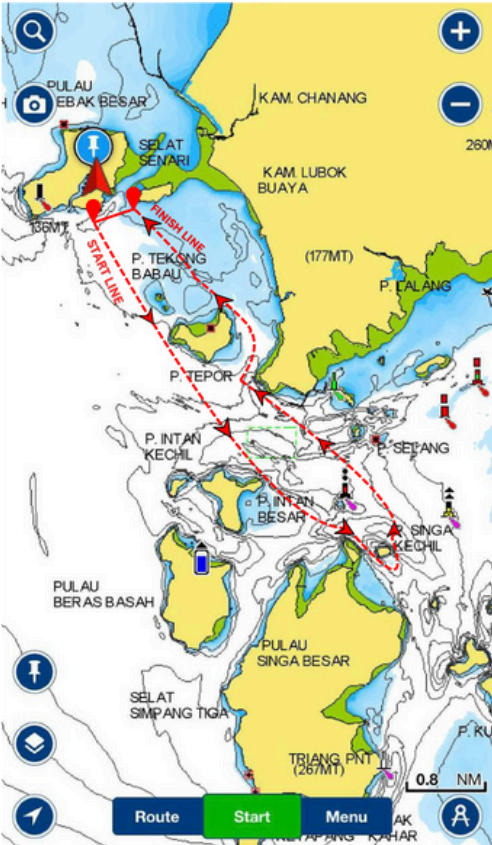 PULAU
EBAK BESAR
KAM. CHANANG
SELAT
SENARI
260M
KAM. LUBOK
BUAYA
136MT
FINISH LINE
START LINE
P. TEKONG
BABAU
(177MT)
P. LALANG
P. TEPOR
P. INTAN
KECHIL
P. SELANG
P. INTAN
BESAR
SINGA
KECHIL
PULAU
BERAS BASAH
PULAU
SINGA BESAR
SELAT
SIMPANG TIGA
P. KU
TRIANG. PNT
(267MT)
0.8 NM
Route
Start
Menu
AK
KAHAR